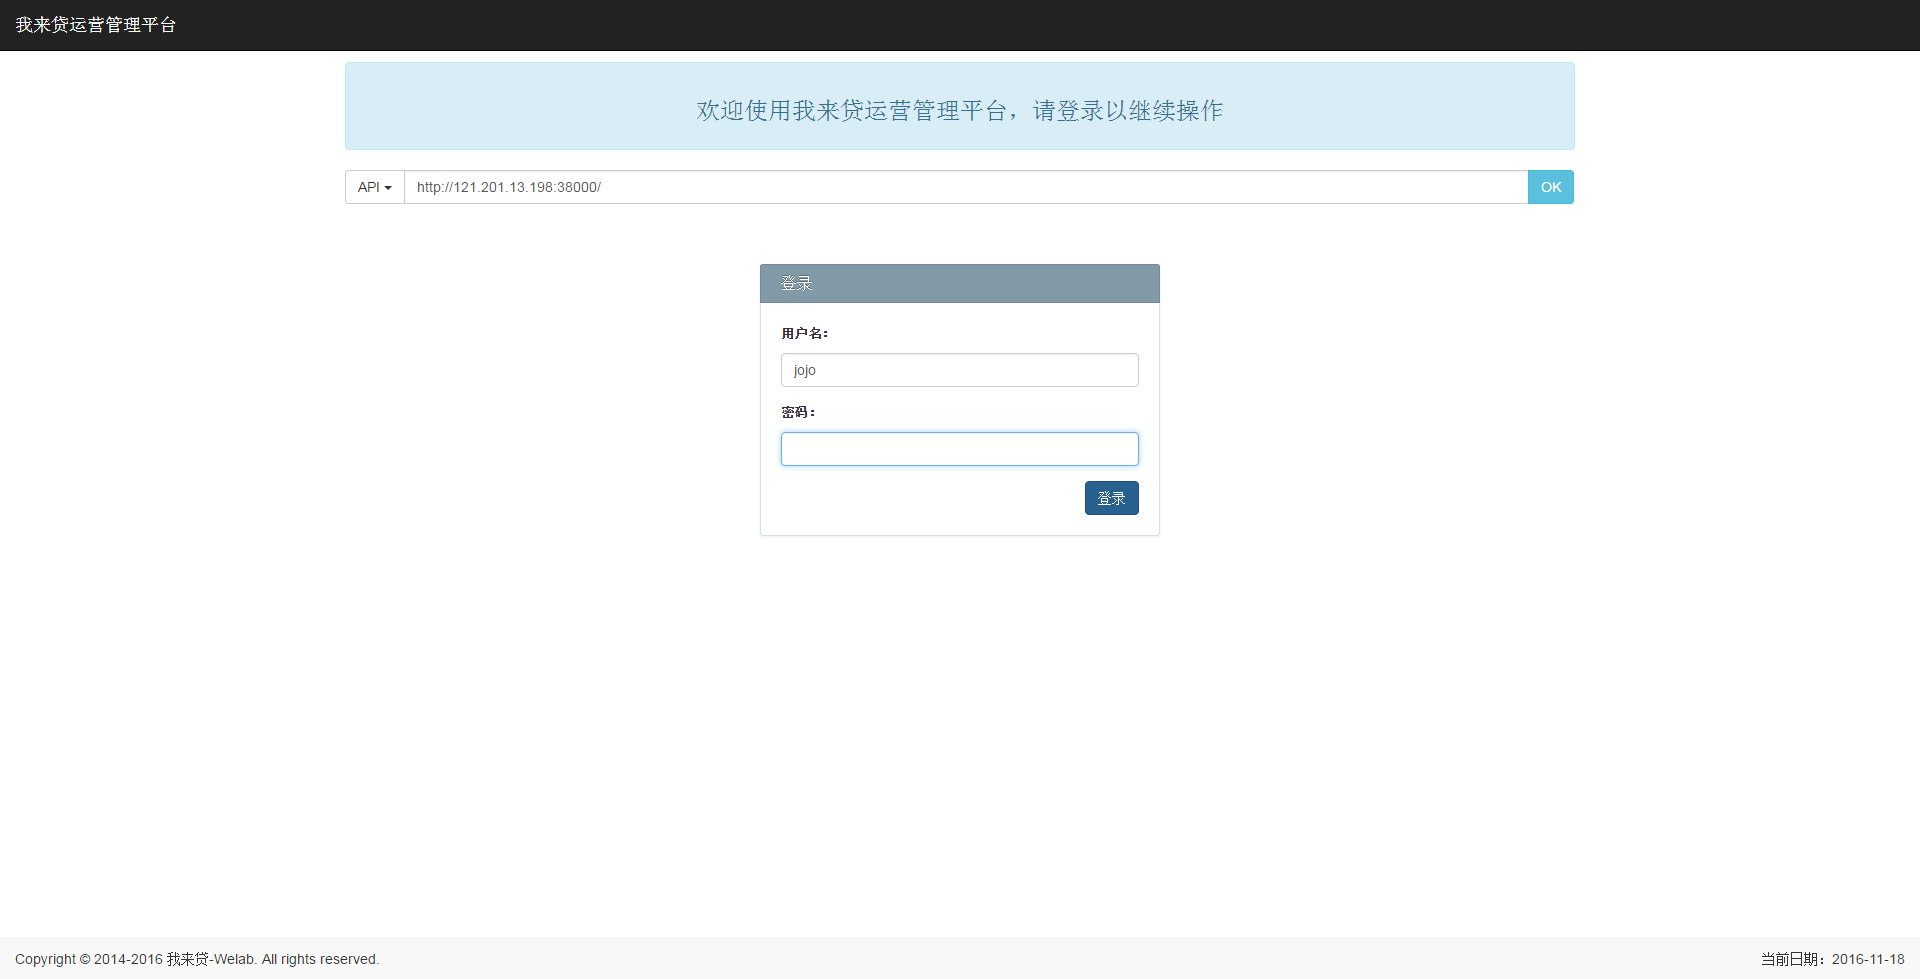 我来贷运营管理平台
欢迎使用我来贷运营管理平台，请登录以继续操作
API http://121.201.13.198:38000/ OK
登录
用户名：
jojo
密码：
登录
Copyright © 2014-2016 我来贷-Welab. All rights reserved. 当前日期：2016-11-18